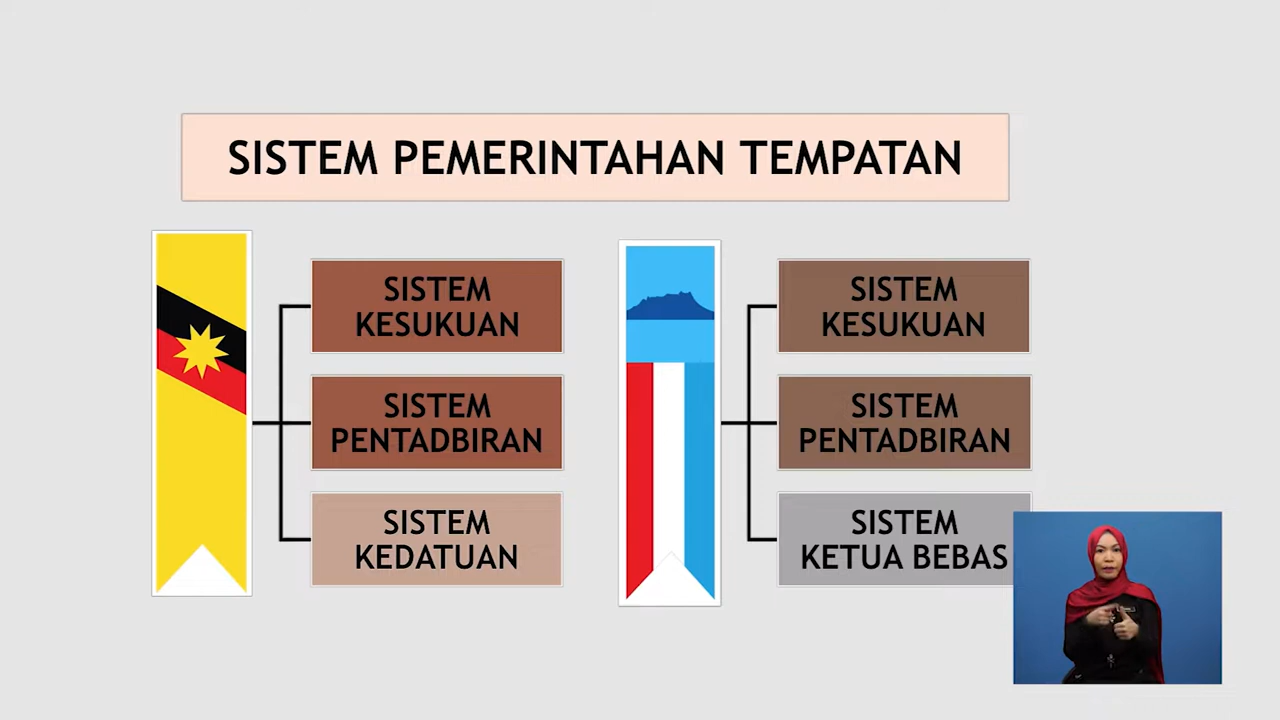 SISTEM PEMERINTAHAN TEMPATAN
SISTEM
KESUKUAN
SISTEM
PENTADBIRAN
SISTEM
KEDATUAN
SISTEM
KESUKUAN
SISTEM
PENTADBIRAN
SISTEM
KETUA BEBAS